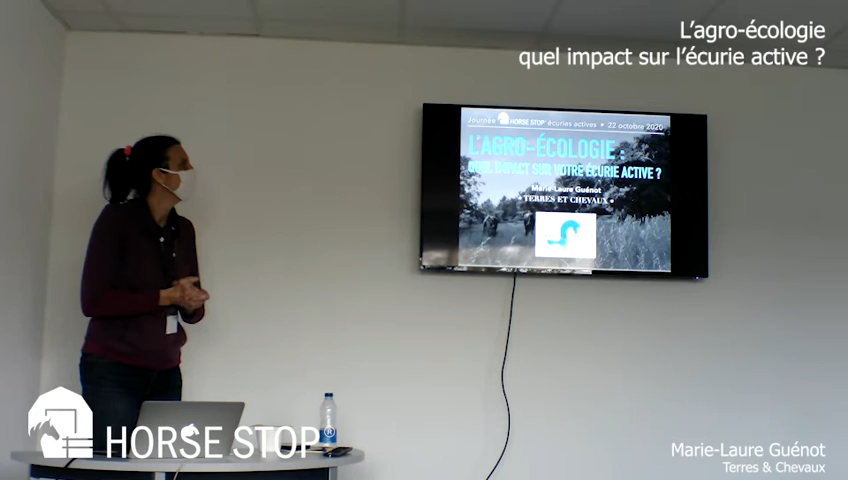 L'agro-écologie
quel impact sur l'écurie active ?
Journée HORSE STOP écuries actives • 22 octobre 2020
L'AGRO-ÉCOLOGIE :
QUEL IMPACT SUR VOTRE ÉCURIE ACTIVE ?
Marie-Laure Guénot
• TERRES ET CHEVAUX •
HORSE STOP
Marie-Laure Guénot
Terres & Chevaux